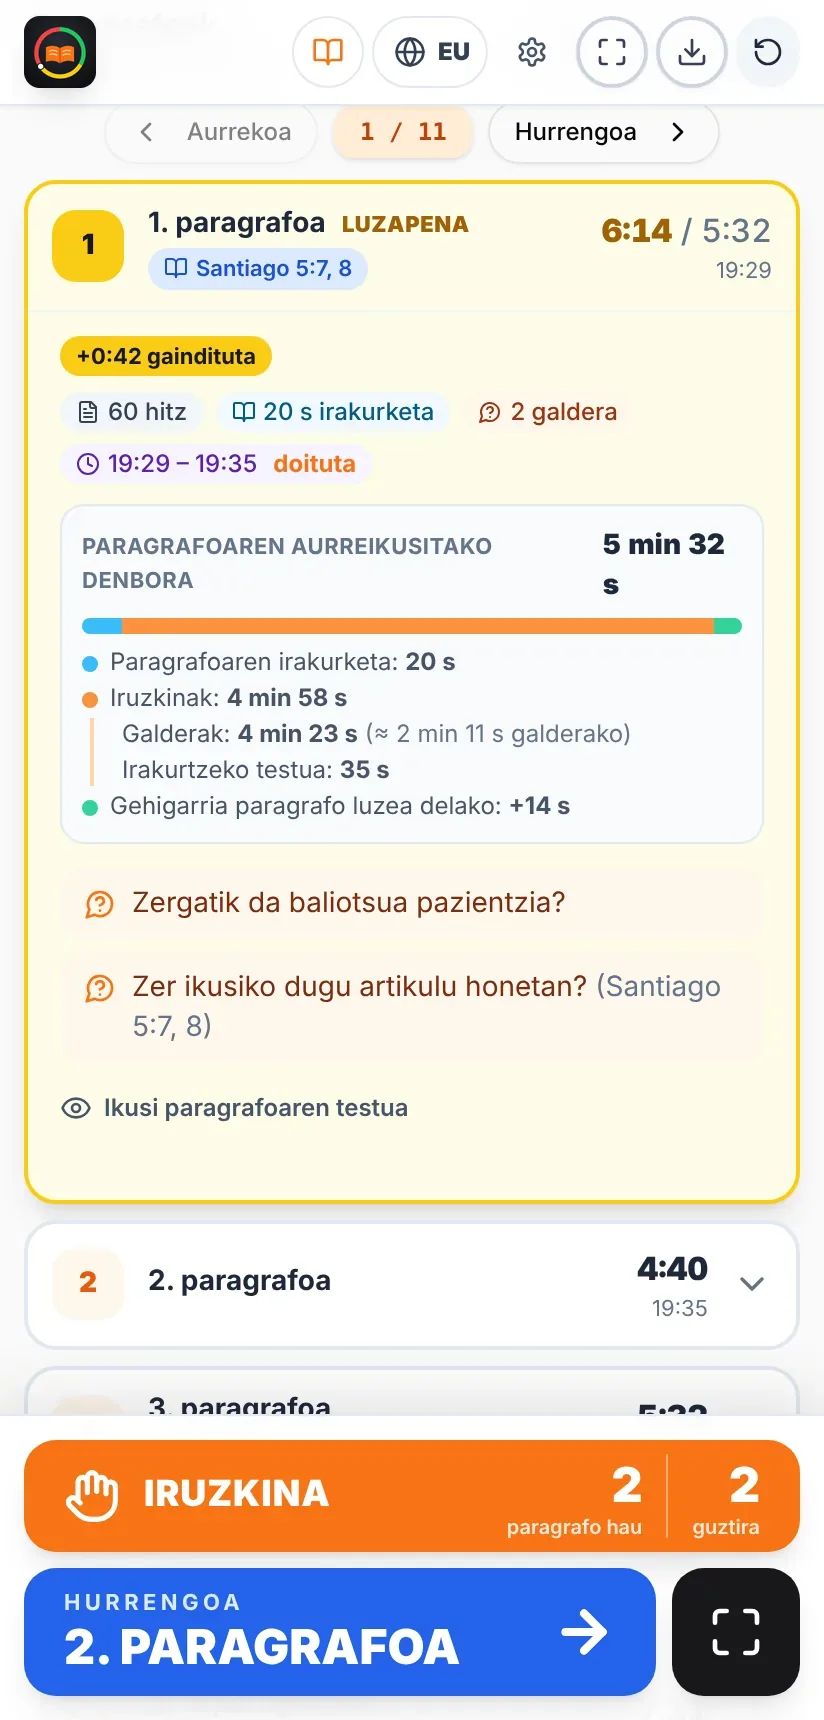 EU
Aurrekoa
1 / 11
Hurrengoa
1
1. paragrafoa LUZAPENA
6:14 / 5:32
Santiago 5:7, 8
19:29
+0:42 gaindituta
60 hitz
20 s irakurketa
2 galdera
19:29 – 19:35 doituta
PARAGRAFOAREN AURREIKUSITAKO
DENBORA
5 min 32
s
Paragrafoaren irakurketa: 20 s
Iruzkinak: 4 min 58 s
Galderak: 4 min 23 s (≈ 2 min 11 s galderako)
Irakurtzeko testua: 35 s
Gehigarria paragrafo luzea delako: +14 s
Zergatik da baliotsua pazientzia?
Zer ikusiko dugu artikulu honetan? (Santiago
5:7, 8)
Ikusi paragrafoaren testua
2
2. paragrafoa
4:40
19:35
3. paragrafoa
IRUZKINA
2
paragrafo hau
2
guztira
HURRENGOA
2. PARAGRAFOA